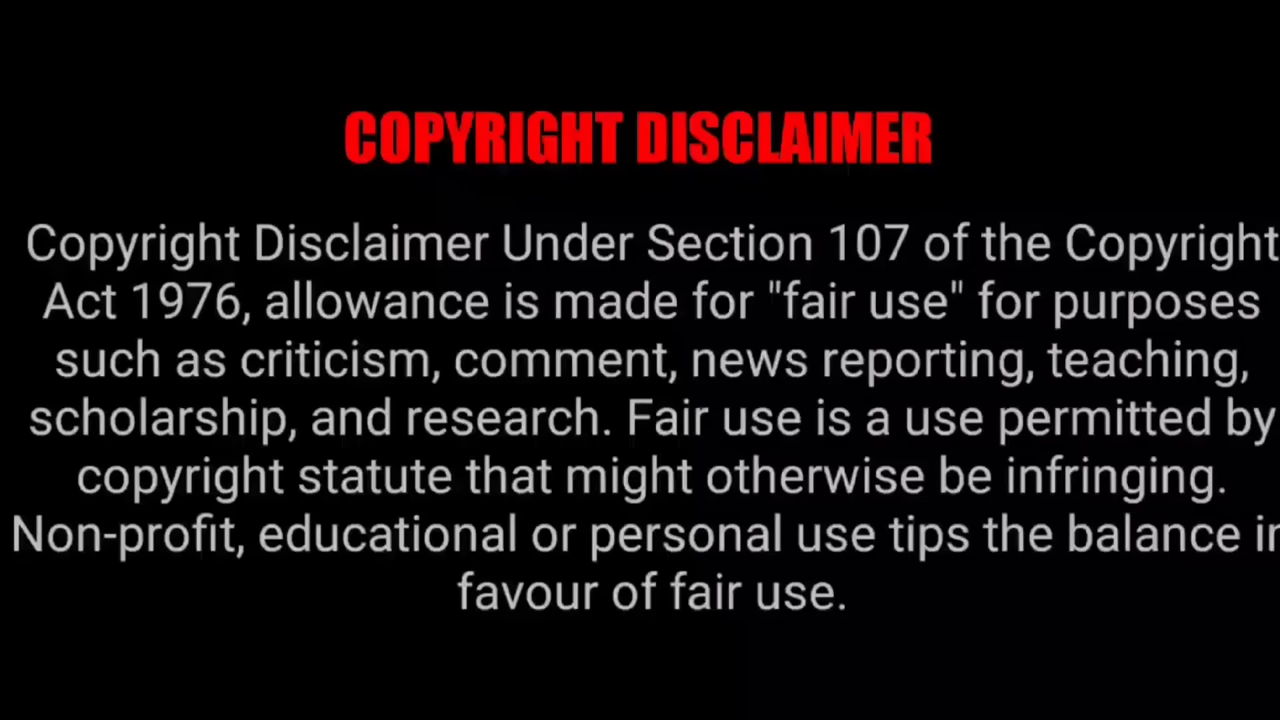 COPYRIGHT DISCLAIMER
Copyright Disclaimer Under Section 107 of the Copyright
Act 1976, allowance is made for "fair use" for purposes
such as criticism, comment, news reporting, teaching,
scholarship, and research. Fair use is a use permitted by
copyright statute that might otherwise be infringing.
Non-profit, educational or personal use tips the balance in
favour of fair use.